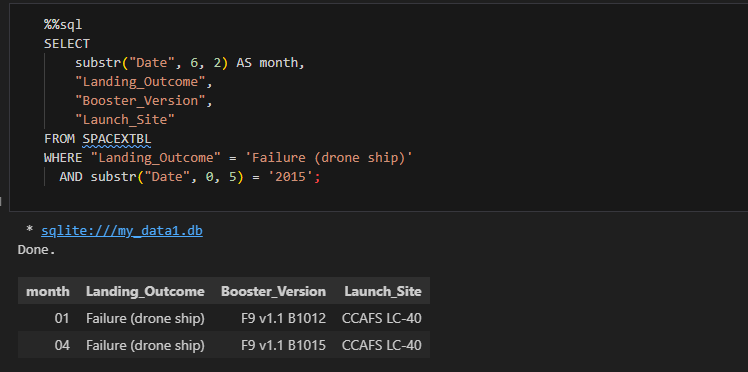 %%sql
SELECT
substr("Date", 6, 2) AS month,
"Landing_Outcome",
"Booster_Version",
"Launch_Site"
FROM SPACEXTBL
WHERE "Landing_Outcome" = 'Failure (drone ship)'
AND substr("Date", 0, 5) = '2015';
* sqlite:///my_data1.db
Done.
month Landing_Outcome Booster_Version Launch_Site
01 Failure (drone ship) F9 v1.1 B1012 CCAFS LC-40
04 Failure (drone ship) F9 v1.1 B1015 CCAFS LC-40